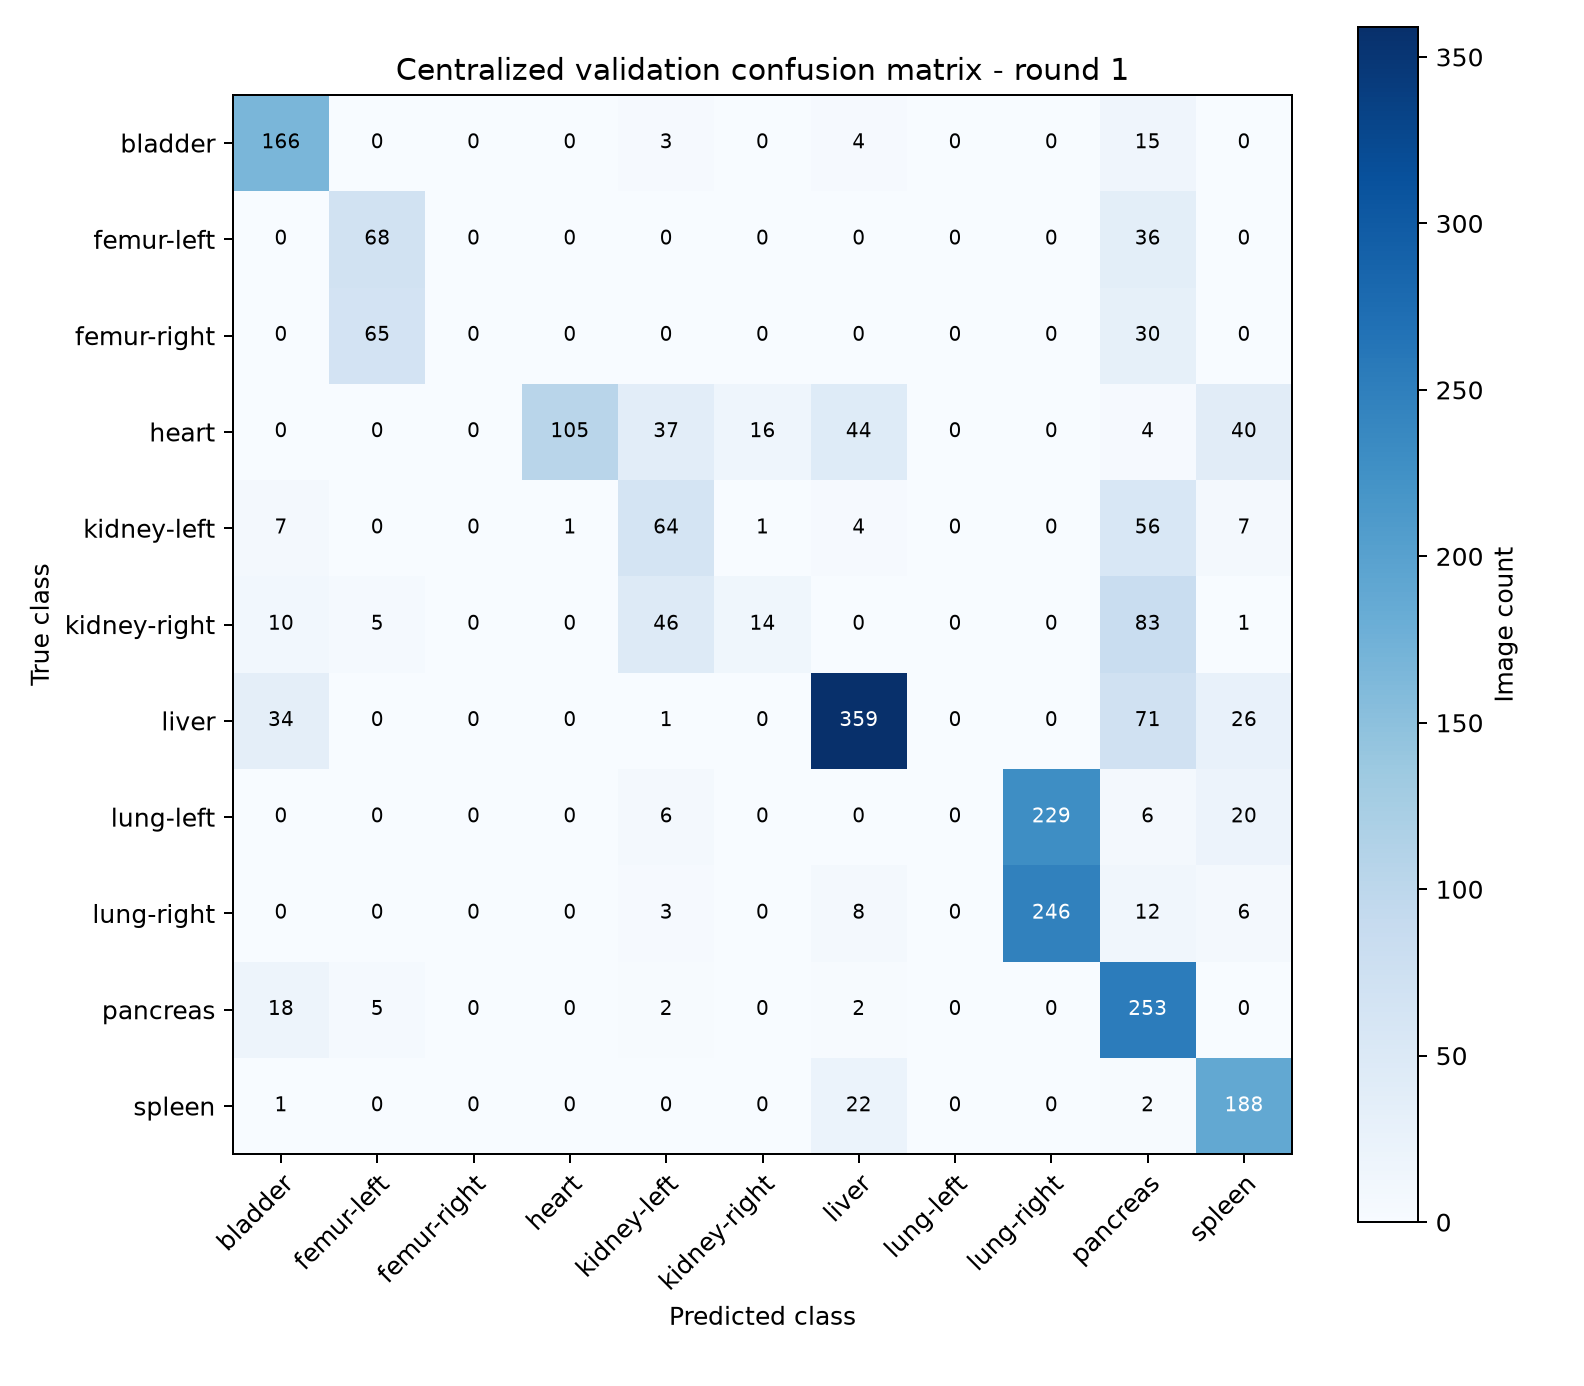 Centralized validation confusion matrix - round 1
bladder 166 0 0 0 3 0 4 0 0 15 0
femur-left 0 68 0 0 0 0 0 0 0 36 0
femur-right 0 65 0 0 0 0 0 0 0 30 0
heart 0 0 0 105 37 16 44 0 0 4 40
kidney-left 7 0 0 1 64 1 4 0 0 56 7
kidney-right 10 5 0 0 46 14 0 0 0 83 1
liver 34 0 0 0 1 0 359 0 0 71 26
lung-left 0 0 0 0 6 0 0 0 229 6 20
lung-right 0 0 0 0 3 0 8 0 246 12 6
pancreas 18 5 0 0 2 0 2 0 0 253 0
spleen 1 0 0 0 0 0 22 0 0 2 188
bladder femur-left femur-right heart kidney-left kidney-right liver lung-left lung-right pancreas spleen
Predicted class
True class
350
300
250
200
150
100
50
0
Image count